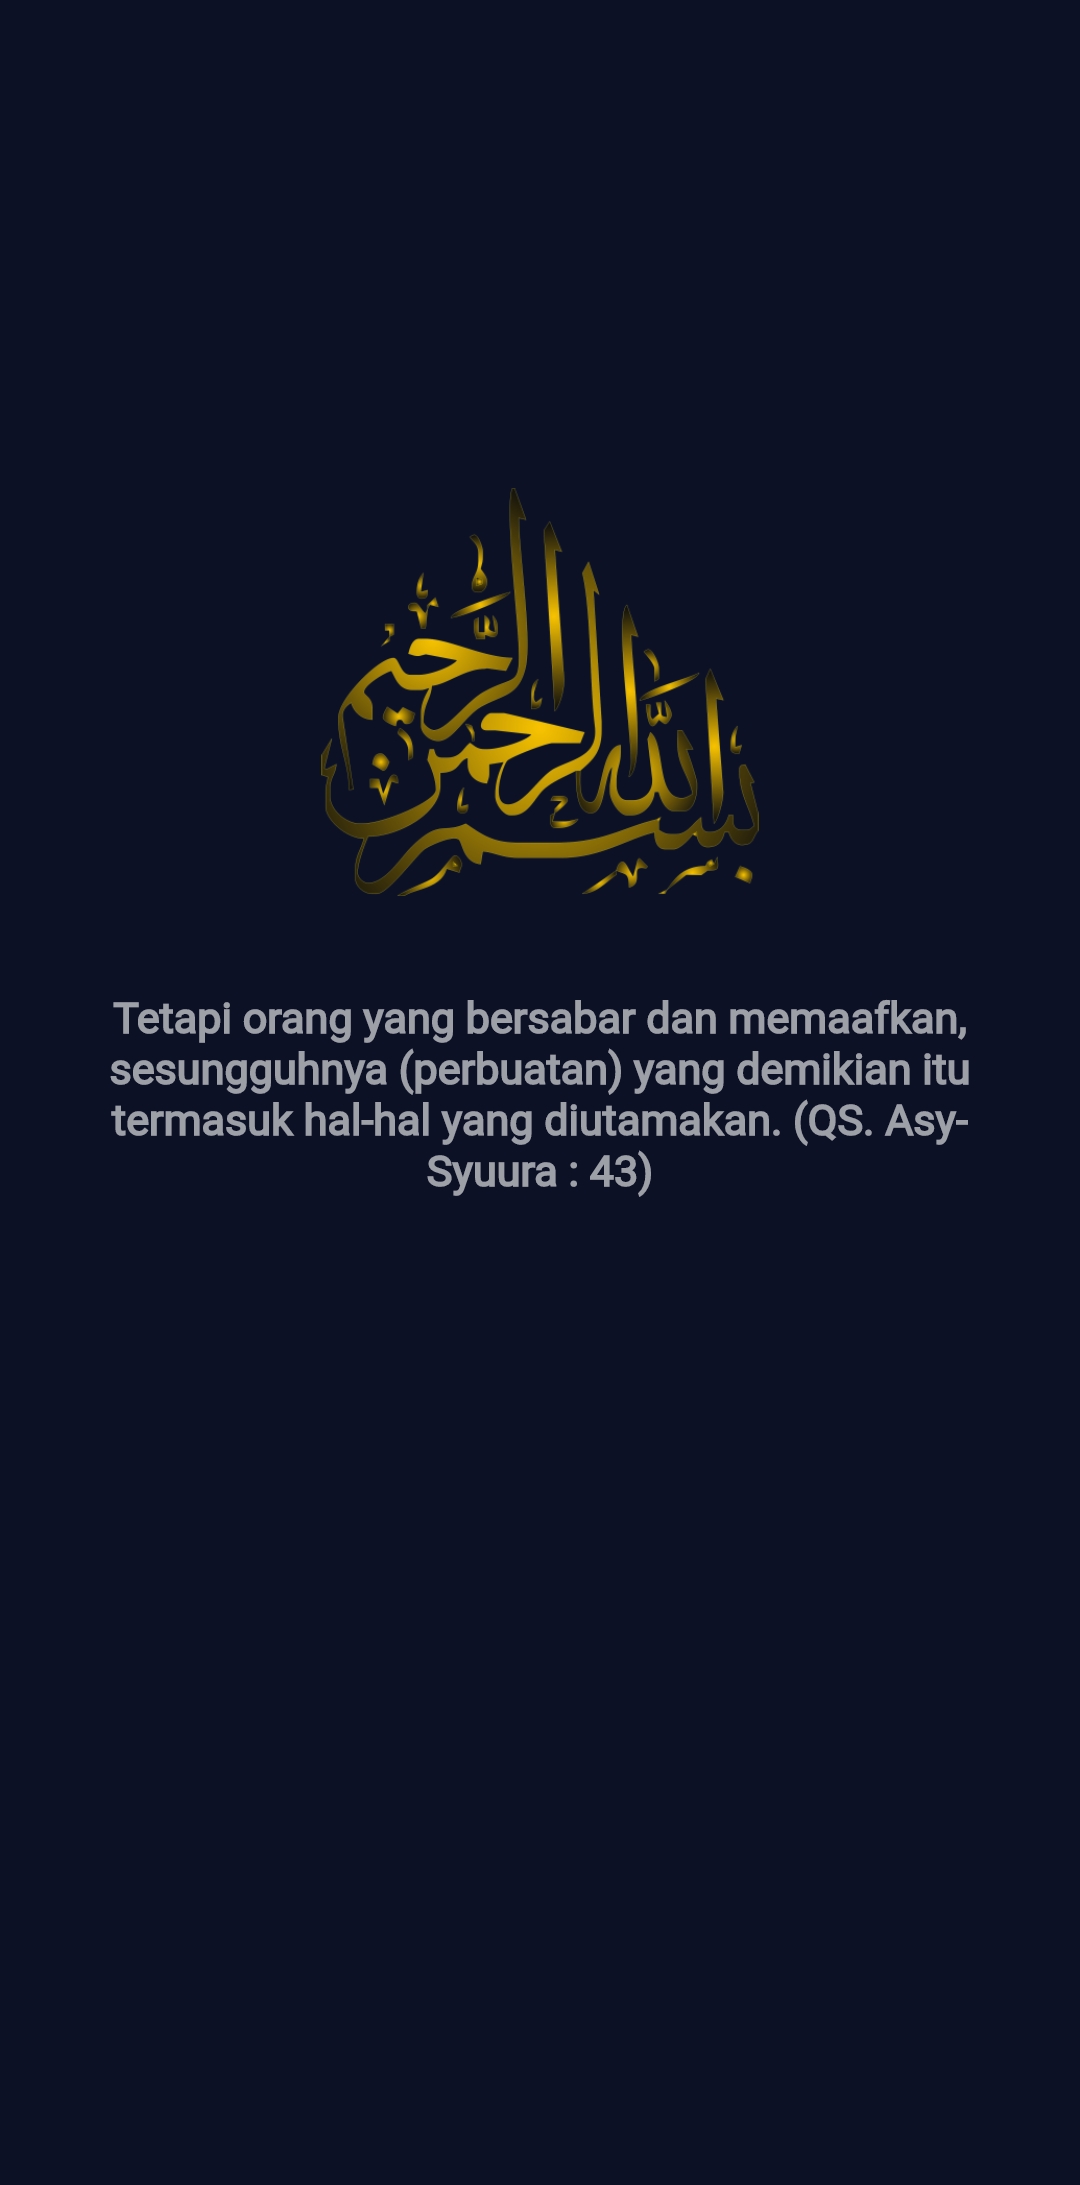 بسم الله الرحمن الرحيم
Tetapi orang yang bersabar dan memaafkan,
sesungguhnya (perbuatan) yang demikian itu
termasuk hal-hal yang diutamakan. (QS. Asy-
Syuura : 43)